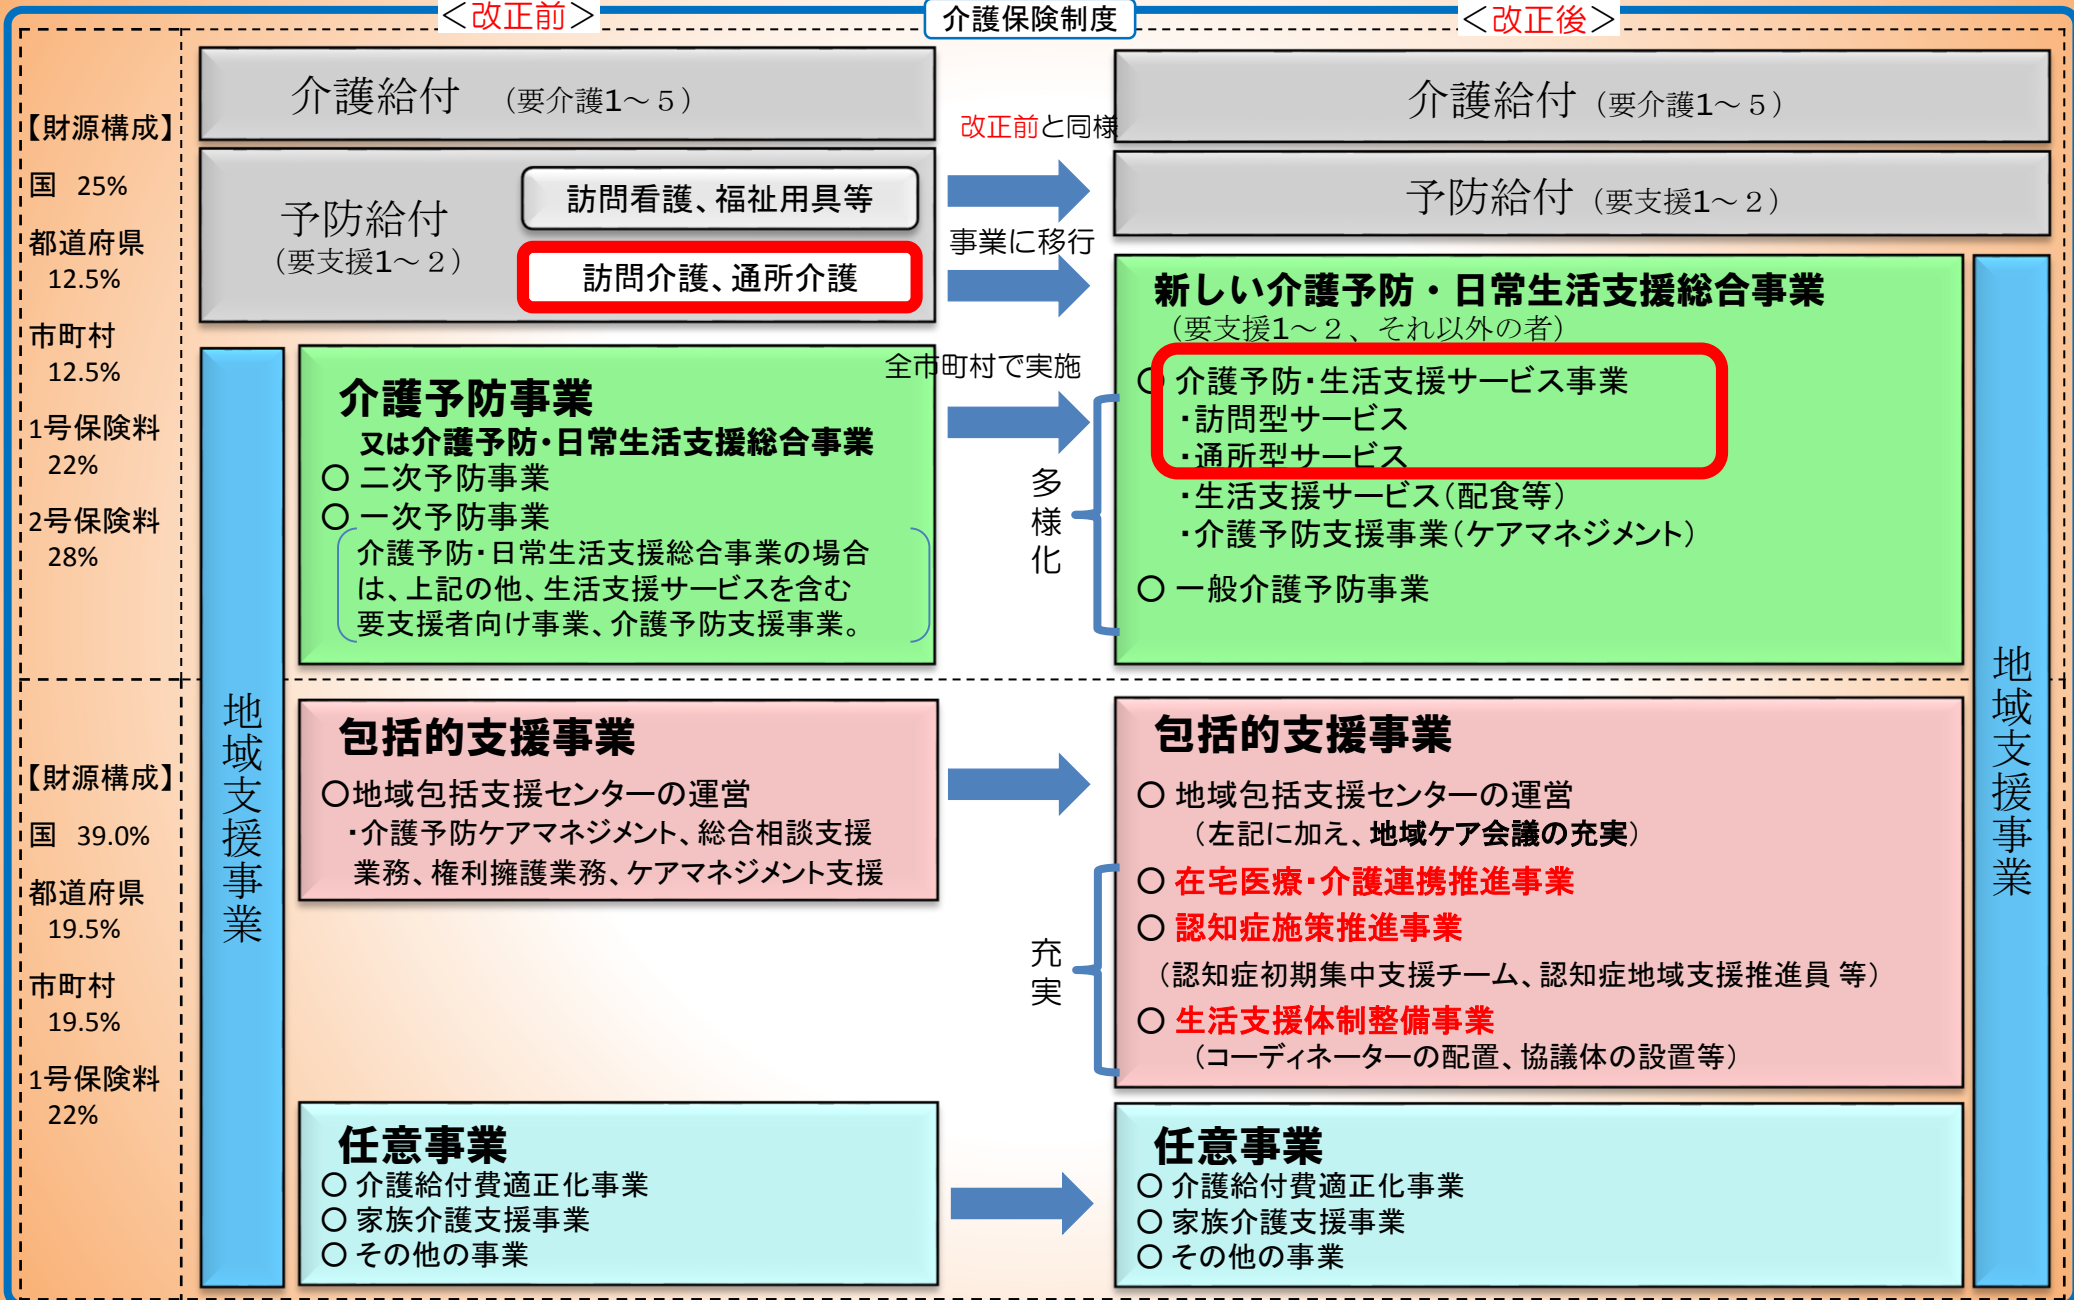 ＜改正前＞
介護保険制度
＜改正後＞
【財源構成】
国 25%
都道府県
12.5%
市町村
12.5%
1号保険料
22%
2号保険料
28%
【財源構成】
国 39.0%
都道府県
19.5%
市町村
19.5%
1号保険料
22%
介護給付 （要介護1～５）
予防給付
（要支援1～２）
訪問看護、福祉用具等
訪問介護、通所介護
地域支援事業
介護予防事業
又は介護予防・日常生活支援総合事業
〇 二次予防事業
〇 一次予防事業
介護予防・日常生活支援総合事業の場合
は、上記の他、生活支援サービスを含む
要支援者向け事業、介護予防支援事業。
包括的支援事業
〇地域包括支援センターの運営
・介護予防ケアマネジメント、総合相談支援
業務、権利擁護業務、ケアマネジメント支援
任意事業
〇 介護給付費適正化事業
〇 家族介護支援事業
〇 その他の事業
改正前と同様
事業に移行
全市町村で実施
多様化
充実
介護給付（要介護1～５）
予防給付（要支援1～２）
新しい介護予防・日常生活支援総合事業
（要支援1～２、それ以外の者）
〇 介護予防・生活支援サービス事業
・訪問型サービス
・通所型サービス
・生活支援サービス（配食等）
・介護予防支援事業（ケアマネジメント）
〇 一般介護予防事業
包括的支援事業
〇 地域包括支援センターの運営
（左記に加え、地域ケア会議の充実）
〇 在宅医療・介護連携推進事業
〇 認知症施策推進事業
（認知症初期集中支援チーム、認知症地域支援推進員 等）
〇 生活支援体制整備事業
（コーディネーターの配置、協議体の設置等）
任意事業
〇 介護給付費適正化事業
〇 家族介護支援事業
〇 その他の事業
地域支援事業